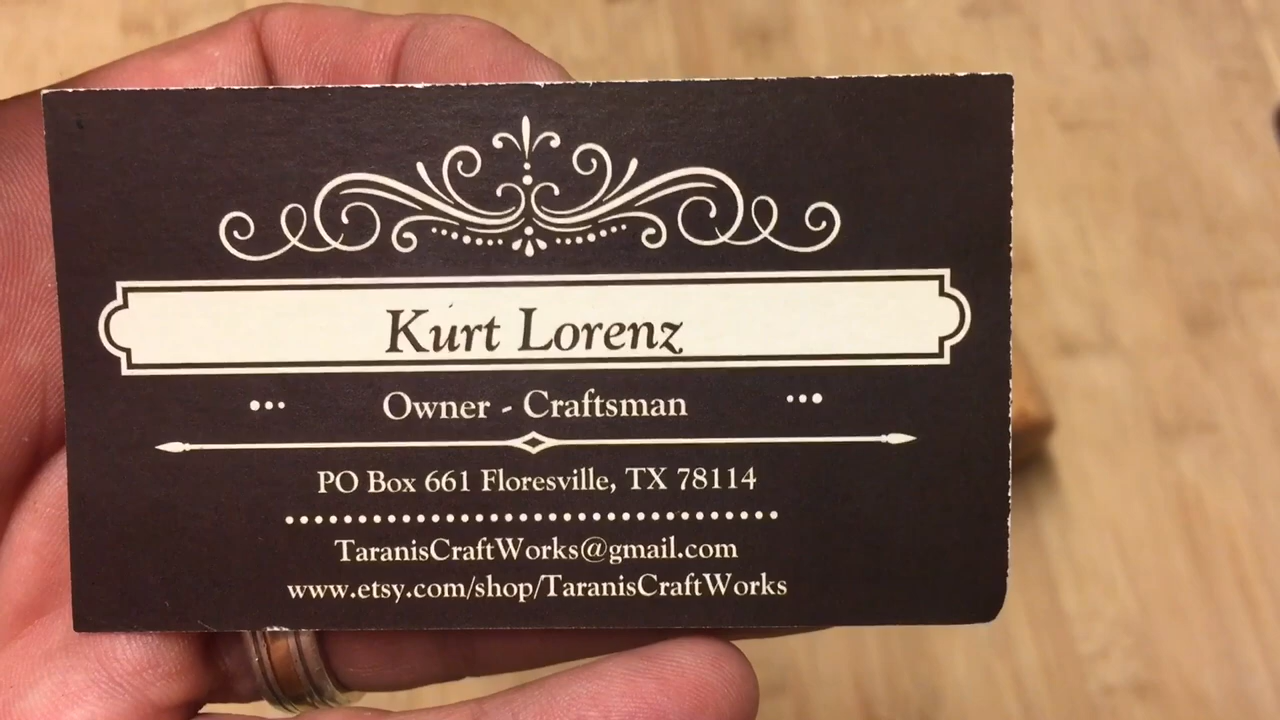 Kurt Lorenz
Owner - Craftsman
PO Box 661 Floresville, TX 78114
TaranisCraftWorks@gmail.com
www.etsy.com/shop/TaranisCraftWorks